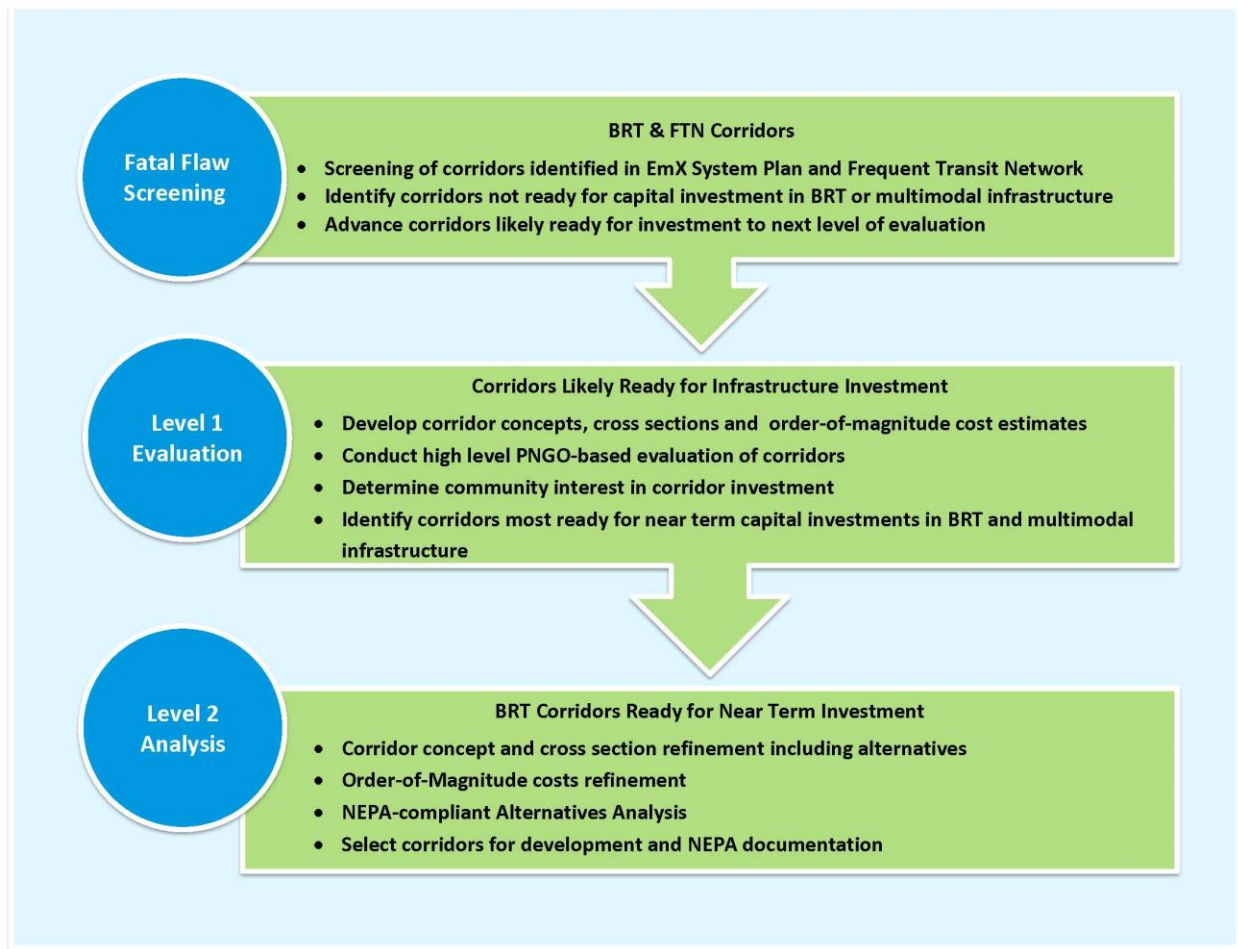 Fatal Flaw
Screening
BRT & FTN Corridors
• Screening of corridors identified in EmX System Plan and Frequent Transit Network
• Identify corridors not ready for capital investment in BRT or multimodal infrastructure
• Advance corridors likely ready for investment to next level of evaluation
Level 1
Evaluation
Corridors Likely Ready for Infrastructure Investment
• Develop corridor concepts, cross sections and order-of-magnitude cost estimates
• Conduct high level PNGO-based evaluation of corridors
• Determine community interest in corridor investment
• Identify corridors most ready for near term capital investments in BRT and multimodal
infrastructure
Level 2
Analysis
BRT Corridors Ready for Near Term Investment
• Corridor concept and cross section refinement including alternatives
• Order-of-Magnitude costs refinement
• NEPA-compliant Alternatives Analysis
• Select corridors for development and NEPA documentation